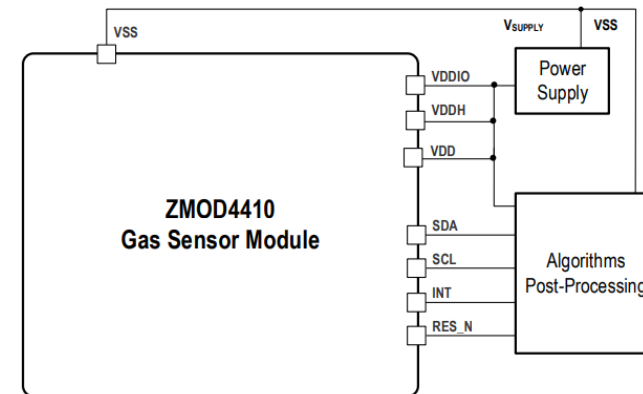 VSS
VSUPPLY
VSS
Power
Supply
VDDIO
VDDH
VDD
ZMOD4410
Gas Sensor Module
SDA
SCL
INT
RES_N
Algorithms
Post-Processing